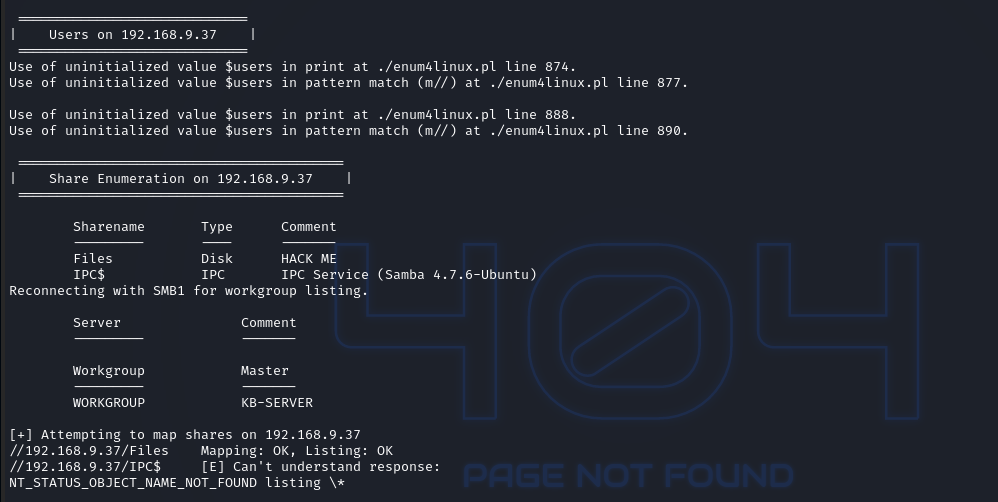 |    Users on 192.168.9.37    |
Use of uninitialized value $users in print at ./enum4linux.pl line 874.
Use of uninitialized value $users in pattern match (m//) at ./enum4linux.pl line 877.
Use of uninitialized value $users in print at ./enum4linux.pl line 888.
Use of uninitialized value $users in pattern match (m//) at ./enum4linux.pl line 890.
|    Share Enumeration on 192.168.9.37    |
Sharename       Type      Comment
Files           Disk      HACK ME
IPC$            IPC       IPC Service (Samba 4.7.6-Ubuntu)
Reconnecting with SMB1 for workgroup listing.
Server               Comment
Workgroup            Master
WORKGROUP            KB-SERVER
[+] Attempting to map shares on 192.168.9.37
//192.168.9.37/Files    Mapping: OK, Listing: OK
//192.168.9.37/IPC$     [E] Can't understand response:
NT_STATUS_OBJECT_NAME_NOT_FOUND listing \*
404
PAGE NOT FOUND